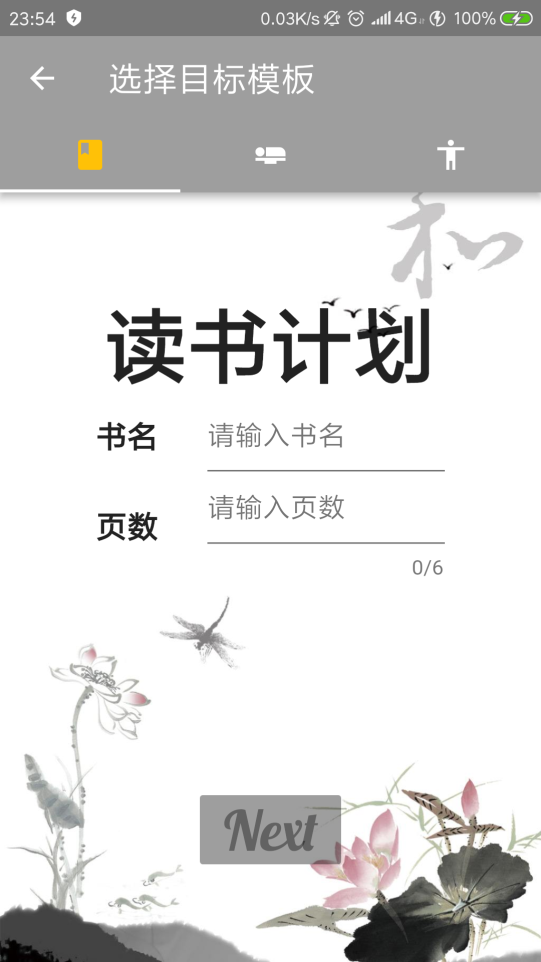 23:54 0.03K/s 4G 100%
选择目标模板
和
读书计划
书名 请输入书名
页数 请输入页数
0/6
Next